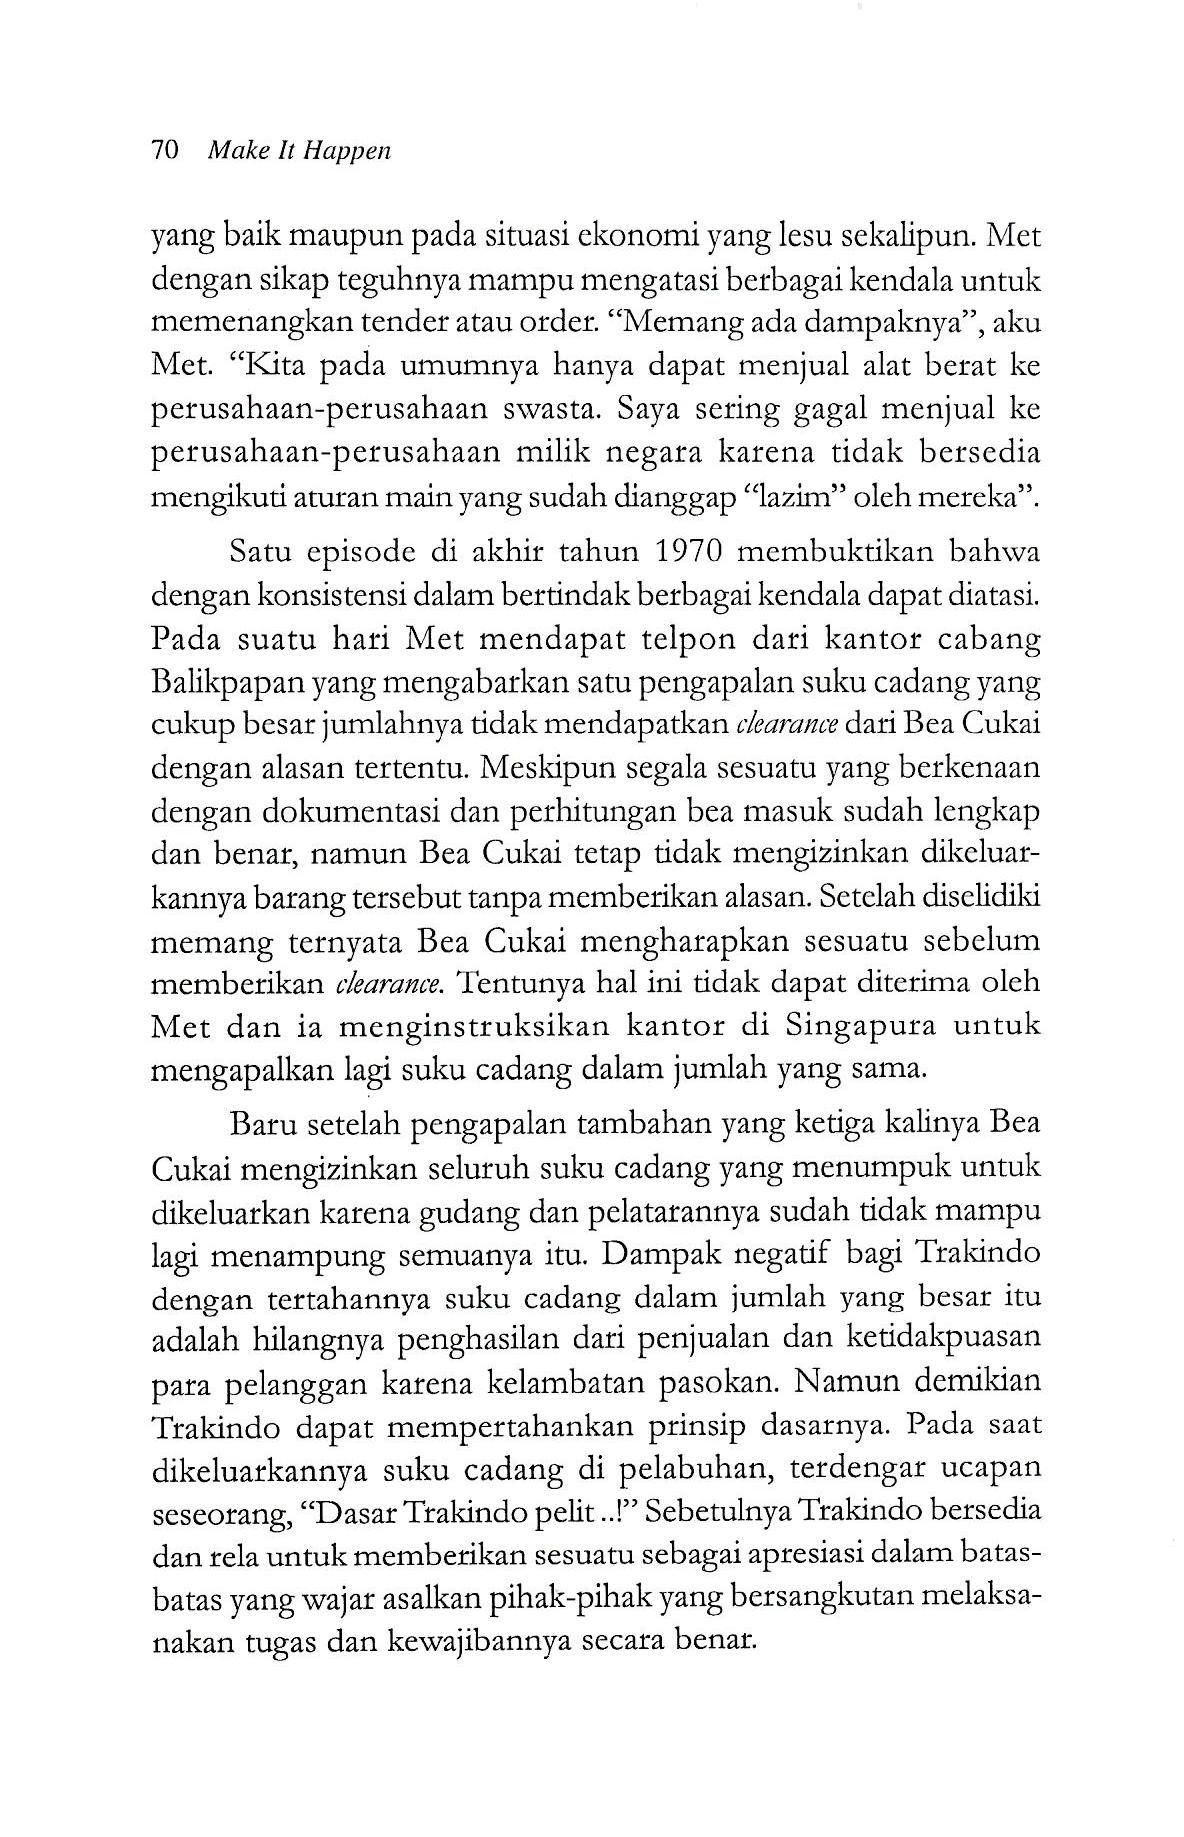 70 Make It Happen
yang baik maupun pada situasi ekonomi yang lesu sekalipun. Met
dengan sikap teguhnya mampu mengatasi berbagai kendala untuk
memenangkan tender atau order. “Memang ada dampaknya”, aku
Met. “Kita pada umumnya hanya dapat menjual alat berat ke
perusahaan-perusahaan swasta. Saya sering gagal menjual ke
perusahaan-perusahaan milik negara karena tidak bersedia
mengikuti aturan main yang sudah dianggap “lazim” oleh mereka”.
Satu episode di akhir tahun 1970 membuktikan bahwa
dengan konsistensi dalam bertindak berbagai kendala dapat diatasi.
Pada suatu hari Met mendapat telpon dari kantor cabang
Balikpapan yang mengabarkan satu pengapalan suku cadang yang
cukup besar jumlahnya tidak mendapatkan clearance dari Bea Cukai
dengan alasan tertentu. Meskipun segala sesuatu yang berkenaan
dengan dokumentasi dan perhitungan bea masuk sudah lengkap
dan benar, namun Bea Cukai tetap tidak mengizinkan dikeluar-
kannya barang tersebut tanpa memberikan alasan. Setelah diselidiki
memang ternyata Bea Cukai mengharapkan sesuatu sebelum
memberikan clearance. Tentunya hal ini tidak dapat diterima oleh
Met dan ia menginstruksikan kantor di Singapura untuk
mengapalkan lagi suku cadang dalam jumlah yang sama.
Baru setelah pengapalan tambahan yang ketiga kalinya Bea
Cukai mengizinkan seluruh suku cadang yang menumpuk untuk
dikeluarkan karena gudang dan pelatarannya sudah tidak mampu
lagi menampung semuanya itu. Dampak negatif bagi Trakindo
dengan tertahannya suku cadang dalam jumlah yang besar itu
adalah hilangnya penghasilan dari penjualan dan ketidakpuasan
para pelanggan karena kelambatan pasokan. Namun demikian
Trakindo dapat mempertahankan prinsip dasarnya. Pada saat
dikeluarkannya suku cadang di pelabuhan, terdengar ucapan
seseorang, “Dasar Trakindo pelit ..!” Sebetulnya Trakindo bersedia
dan rela untuk memberikan sesuatu sebagai apresiasi dalam batas-
batas yang wajar asalkan pihak-pihak yang bersangkutan melaksa-
nakan tugas dan kewajibannya secara benar.